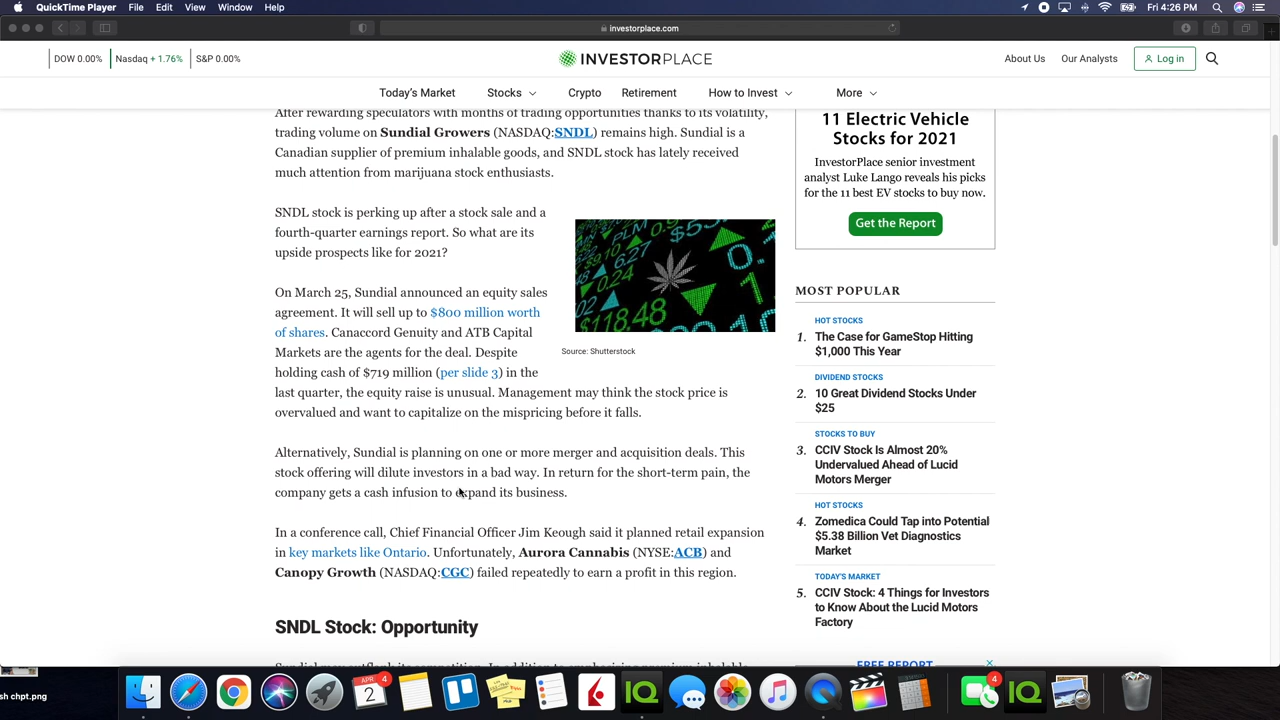 QuickTime Player File Edit View Window Help Fri 4:26 PM
investorplace.com
DOW 0.00% Nasdaq + 1.76% S&P 0.00%
INVESTORPLACE
About Us Our Analysts Log in
Today's Market Stocks Crypto Retirement How to Invest More
After rewarding speculators with months of trading opportunities thanks to its volatility,
trading volume on Sundial Growers (NASDAQ:SNDL) remains high. Sundial is a
Canadian supplier of premium inhalable goods, and SNDL stock has lately received
much attention from marijuana stock enthusiasts.
SNDL stock is perking up after a stock sale and a
fourth-quarter earnings report. So what are its
upside prospects like for 2021?
On March 25, Sundial announced an equity sales
agreement. It will sell up to $800 million worth
of shares. Canaccord Genuity and ATB Capital
Markets are the agents for the deal. Despite
holding cash of $719 million (per slide 3) in the
last quarter, the equity raise is unusual. Management may think the stock price is
overvalued and want to capitalize on the mispricing before it falls.
PLM
6.27
0.24
$118.48
Source: Shutterstock
Alternatively, Sundial is planning on one or more merger and acquisition deals. This
stock offering will dilute investors in a bad way. In return for the short-term pain, the
company gets a cash infusion to expand its business.
In a conference call, Chief Financial Officer Jim Keough said it planned retail expansion
in key markets like Ontario. Unfortunately, Aurora Cannabis (NYSE:ACB) and
Canopy Growth (NASDAQ:CGC) failed repeatedly to earn a profit in this region.
SNDL Stock: Opportunity
11 Electric Vehicle
Stocks for 2021
InvestorPlace senior investment
analyst Luke Lango reveals his picks
for the 11 best EV stocks to buy now.
Get the Report
MOST POPULAR
HOT STOCKS
1. The Case for GameStop Hitting
$1,000 This Year
DIVIDEND STOCKS
2. 10 Great Dividend Stocks Under
$25
STOCKS TO BUY
3. CCIV Stock Is Almost 20%
Undervalued Ahead of Lucid
Motors Merger
HOT STOCKS
4. Zomedica Could Tap into Potential
$5.38 Billion Vet Diagnostics
Market
TODAY'S MARKET
5. CCIV Stock: 4 Things for Investors
to Know About the Lucid Motors
Factory
FREE REPORT
sh chpt.png
APR 2 4
IQ
4 IQ